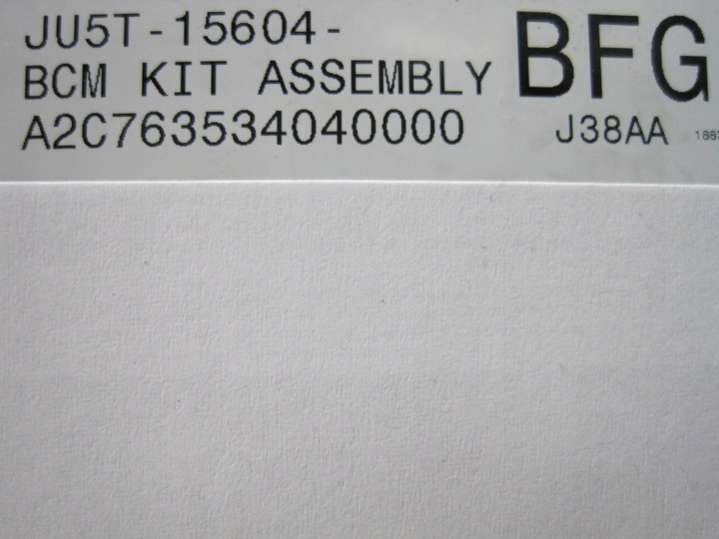 JU5T-15604-
BCM KIT ASSEMBLY
A2C763534040000
BFG
J38AA